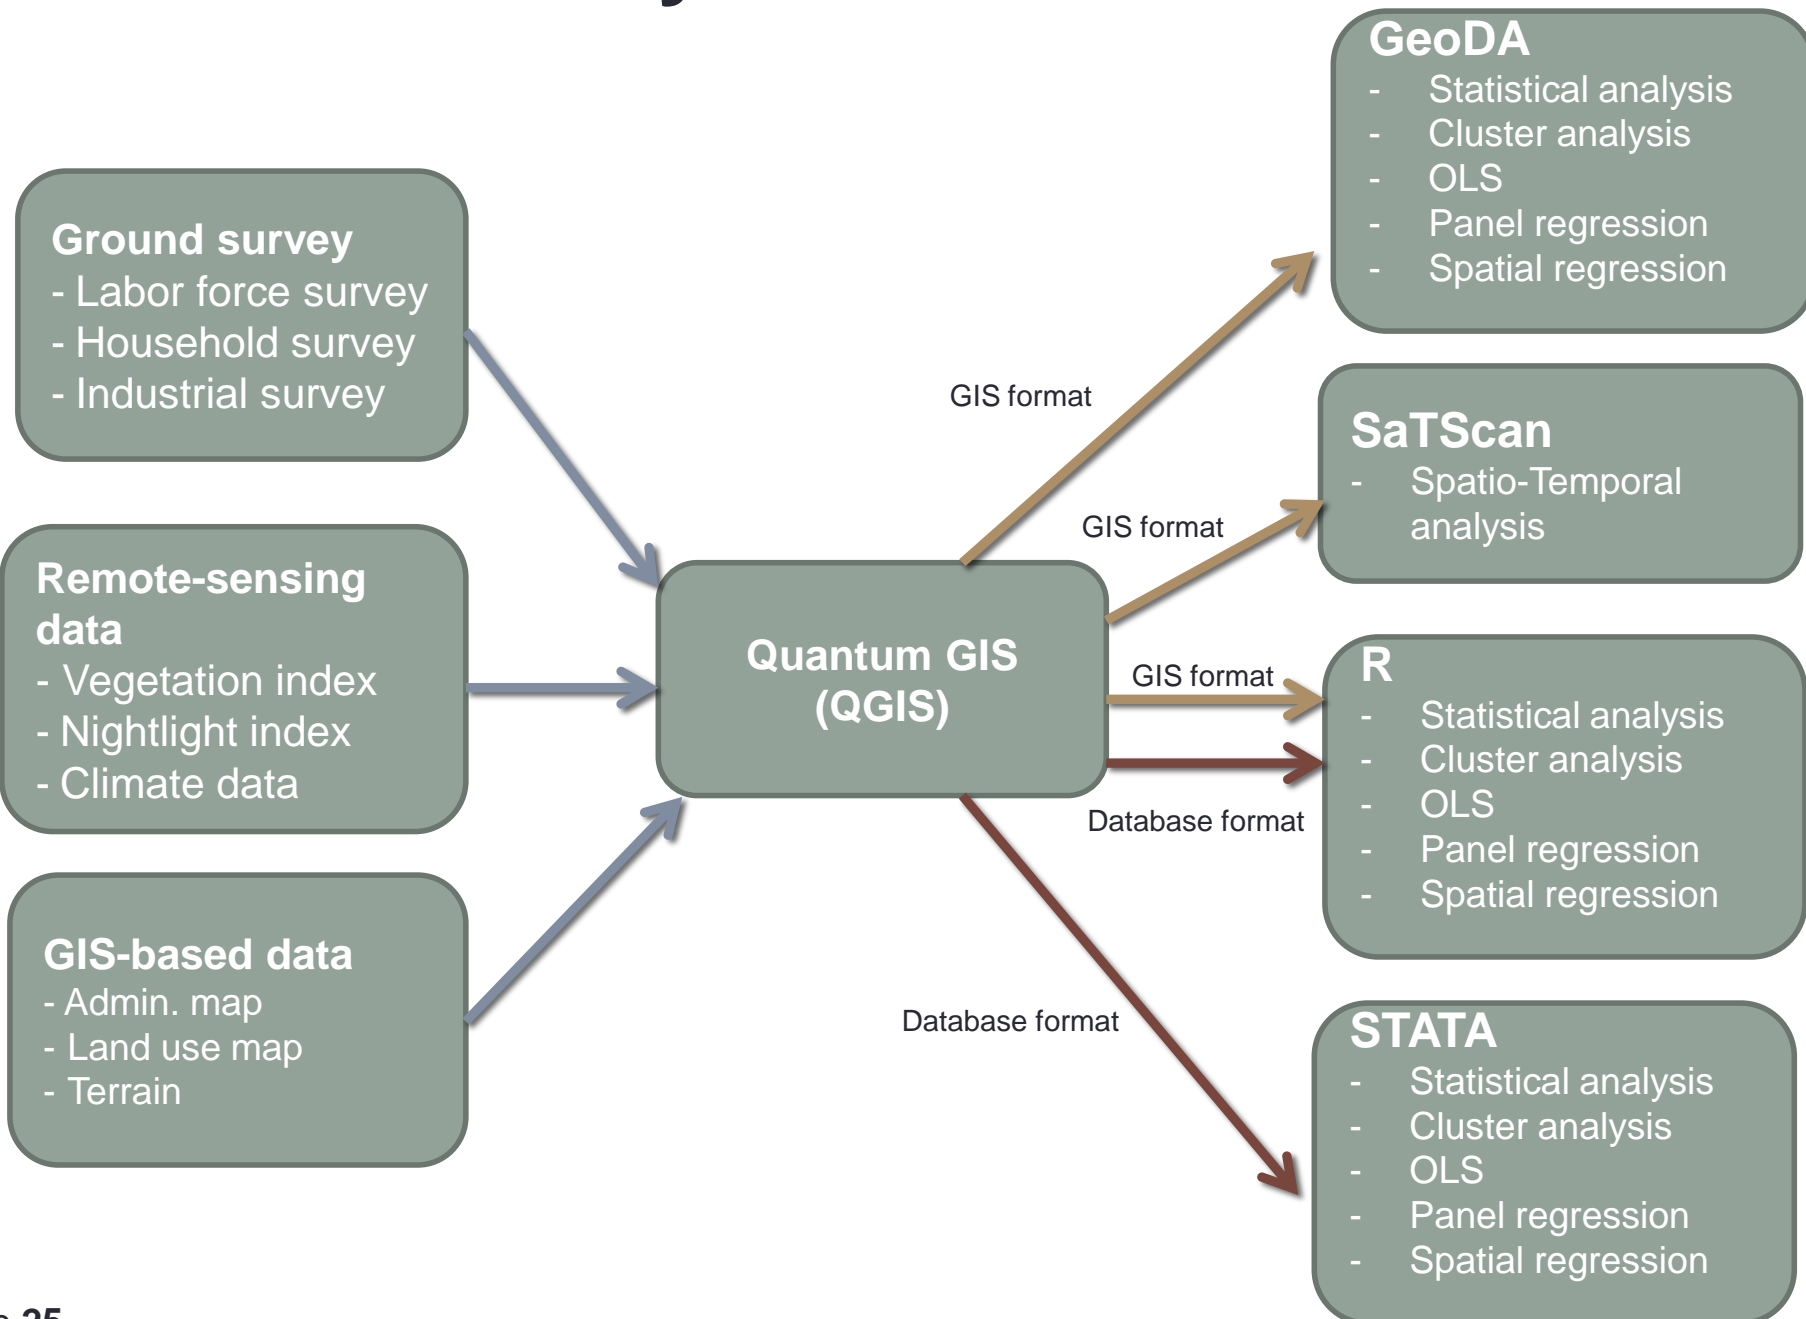 Ground survey
- Labor force survey
- Household survey
- Industrial survey
Remote-sensing
data
- Vegetation index
- Nightlight index
- Climate data
GIS-based data
- Admin. map
- Land use map
- Terrain
Quantum GIS
(QGIS)
GIS format
GIS format
GIS format
Database format
Database format
GeoDA
- Statistical analysis
- Cluster analysis
- OLS
- Panel regression
- Spatial regression
SaTScan
- Spatio-Temporal
analysis
R
- Statistical analysis
- Cluster analysis
- OLS
- Panel regression
- Spatial regression
STATA
- Statistical analysis
- Cluster analysis
- OLS
- Panel regression
- Spatial regression
25